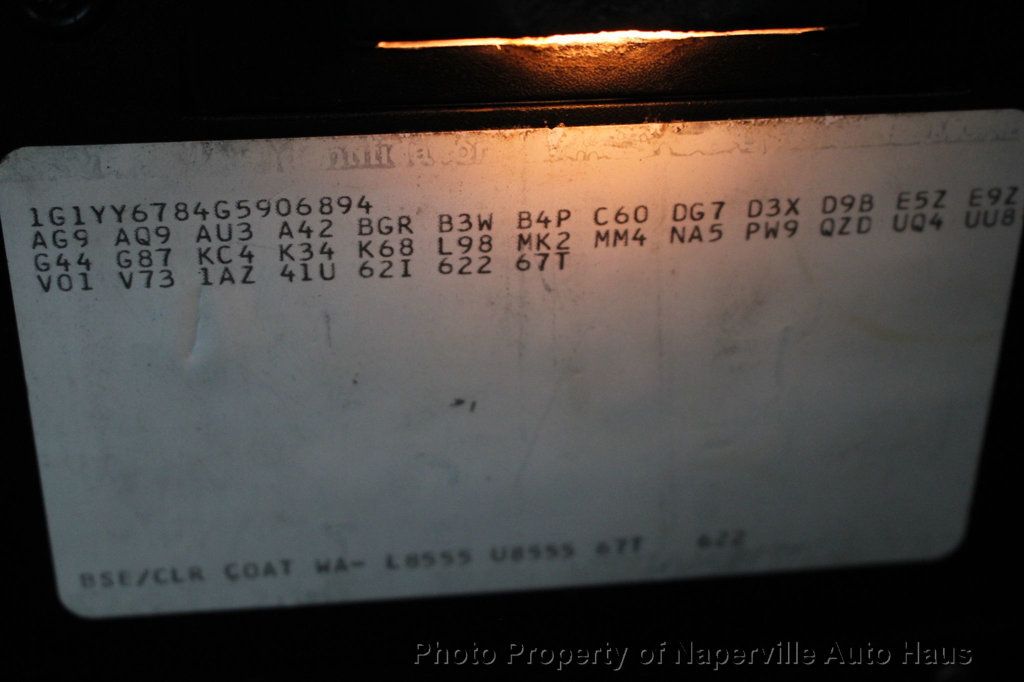 1G1YY6784G5906894
AG9 AQ9 AU3 A42 BGR B3W B4P C60 DG7 D3X D98 E5Z E9Z
G44 G87 KC4 K34 K68 L98 MK2 MM4 NA5 PW9 QZD UQ4 UU8
V01 V73 1AZ 41U 62I 622 67T
BSE/CLR COAT WA- L8555 U8555 67T 622
Photo Property of Naperville Auto Haus